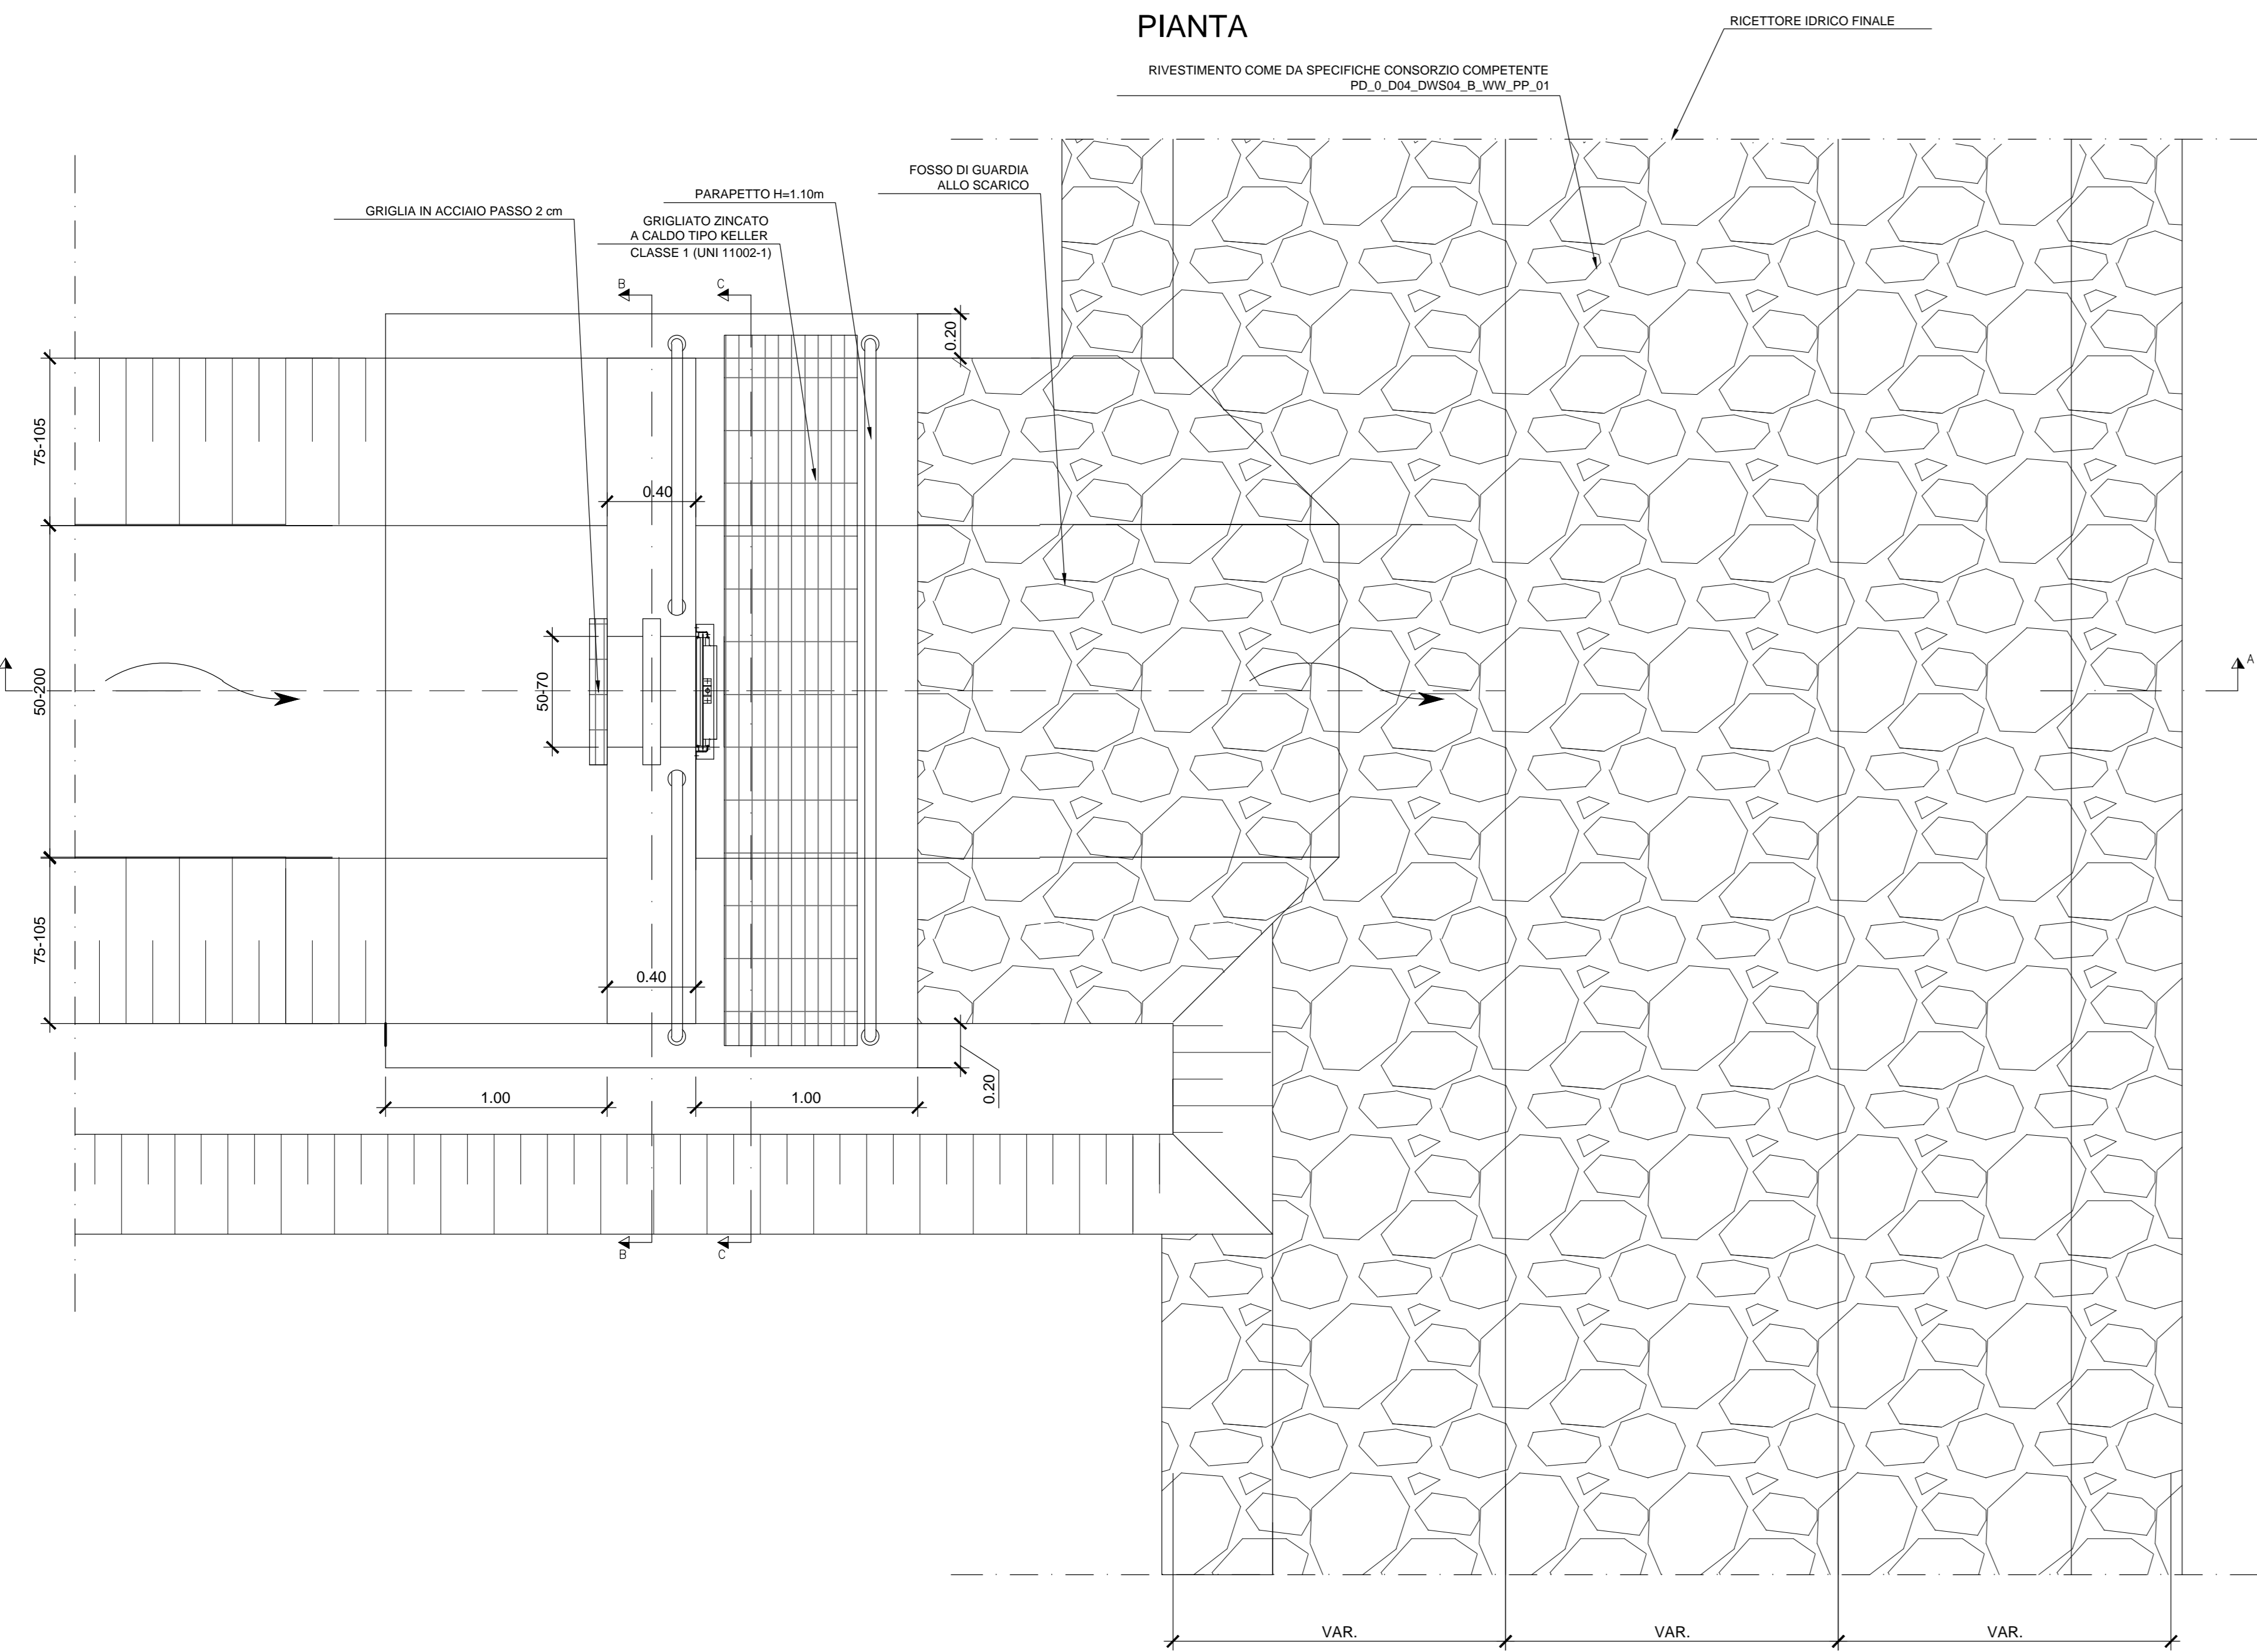 PIANTA
RICETTORE IDRICO FINALE
RIVESTIMENTO COME DA SPECIFICHE CONSORZIO COMPETENTE
PD_0_D04_DWS04_B_WW_PP_01
FOSSO DI GUARDIA
ALLO SCARICO
PARAPETTO H=1.10m
GRIGLIA IN ACCIAIO PASSO 2 cm
GRIGLIATO ZINCATO
A CALDO TIPO KELLER
CLASSE 1 (UNI 11002-1)
B
C
0.20
75-105
0.40
50-200
50-70
A
75-105
0.40
0.20
1.00
1.00
B
C
VAR.
VAR.
VAR.